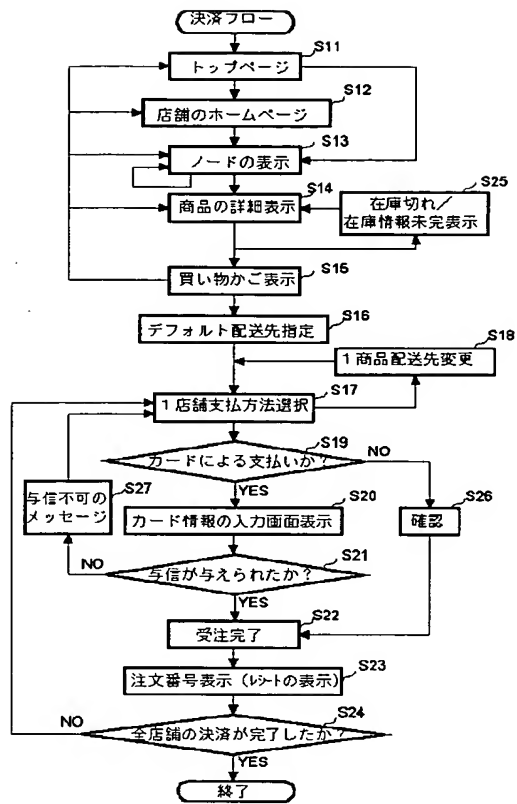 決済フロー
S11
トップページ
S12
店舗のホームページ
S13
ノードの表示
S14
商品の詳細表示
S25
在庫切れ／
在庫情報未完表示
S15
買い物かご表示
S16
デフォルト配送先指定
S18
1商品配送先変更
S17
1店舗支払方法選択
S19
カードによる支払いか?
NO
YES
S27
与信不可の
メッセージ
S20
カード情報の入力画面表示
S26
確認
S21
与信が与えられたか?
NO
YES
S22
受注完了
S23
注文番号表示（ﾚｼｰﾄの表示）
S24
全店舗の決済が完了したか?
NO
YES
終了